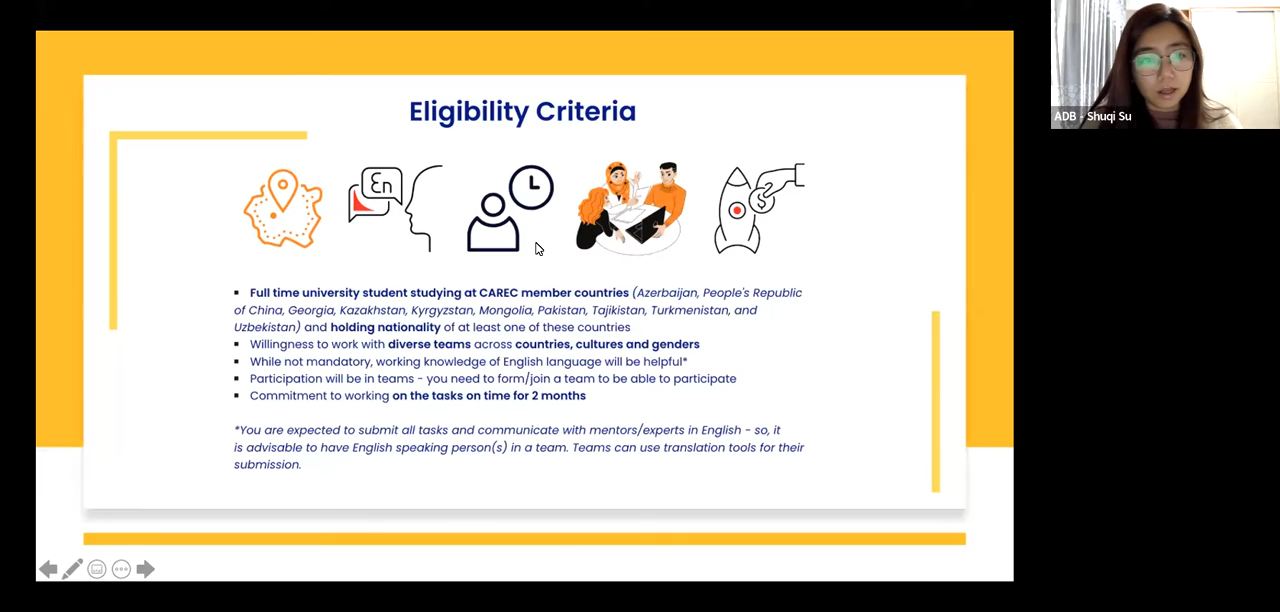 Eligibility Criteria
En
$
▪ Full time university student studying at CAREC member countries (Azerbaijan, People's Republic
of China, Georgia, Kazakhstan, Kyrgyzstan, Mongolia, Pakistan, Tajikistan, Turkmenistan, and
Uzbekistan) and holding nationality of at least one of these countries
▪ Willingness to work with diverse teams across countries, cultures and genders
▪ While not mandatory, working knowledge of English language will be helpful*
▪ Participation will be in teams - you need to form/join a team to be able to participate
▪ Commitment to working on the tasks on time for 2 months
*You are expected to submit all tasks and communicate with mentors/experts in English - so, it
is advisable to have English speaking person(s) in a team. Teams can use translation tools for their
submission.
ADB - Shuqi Su